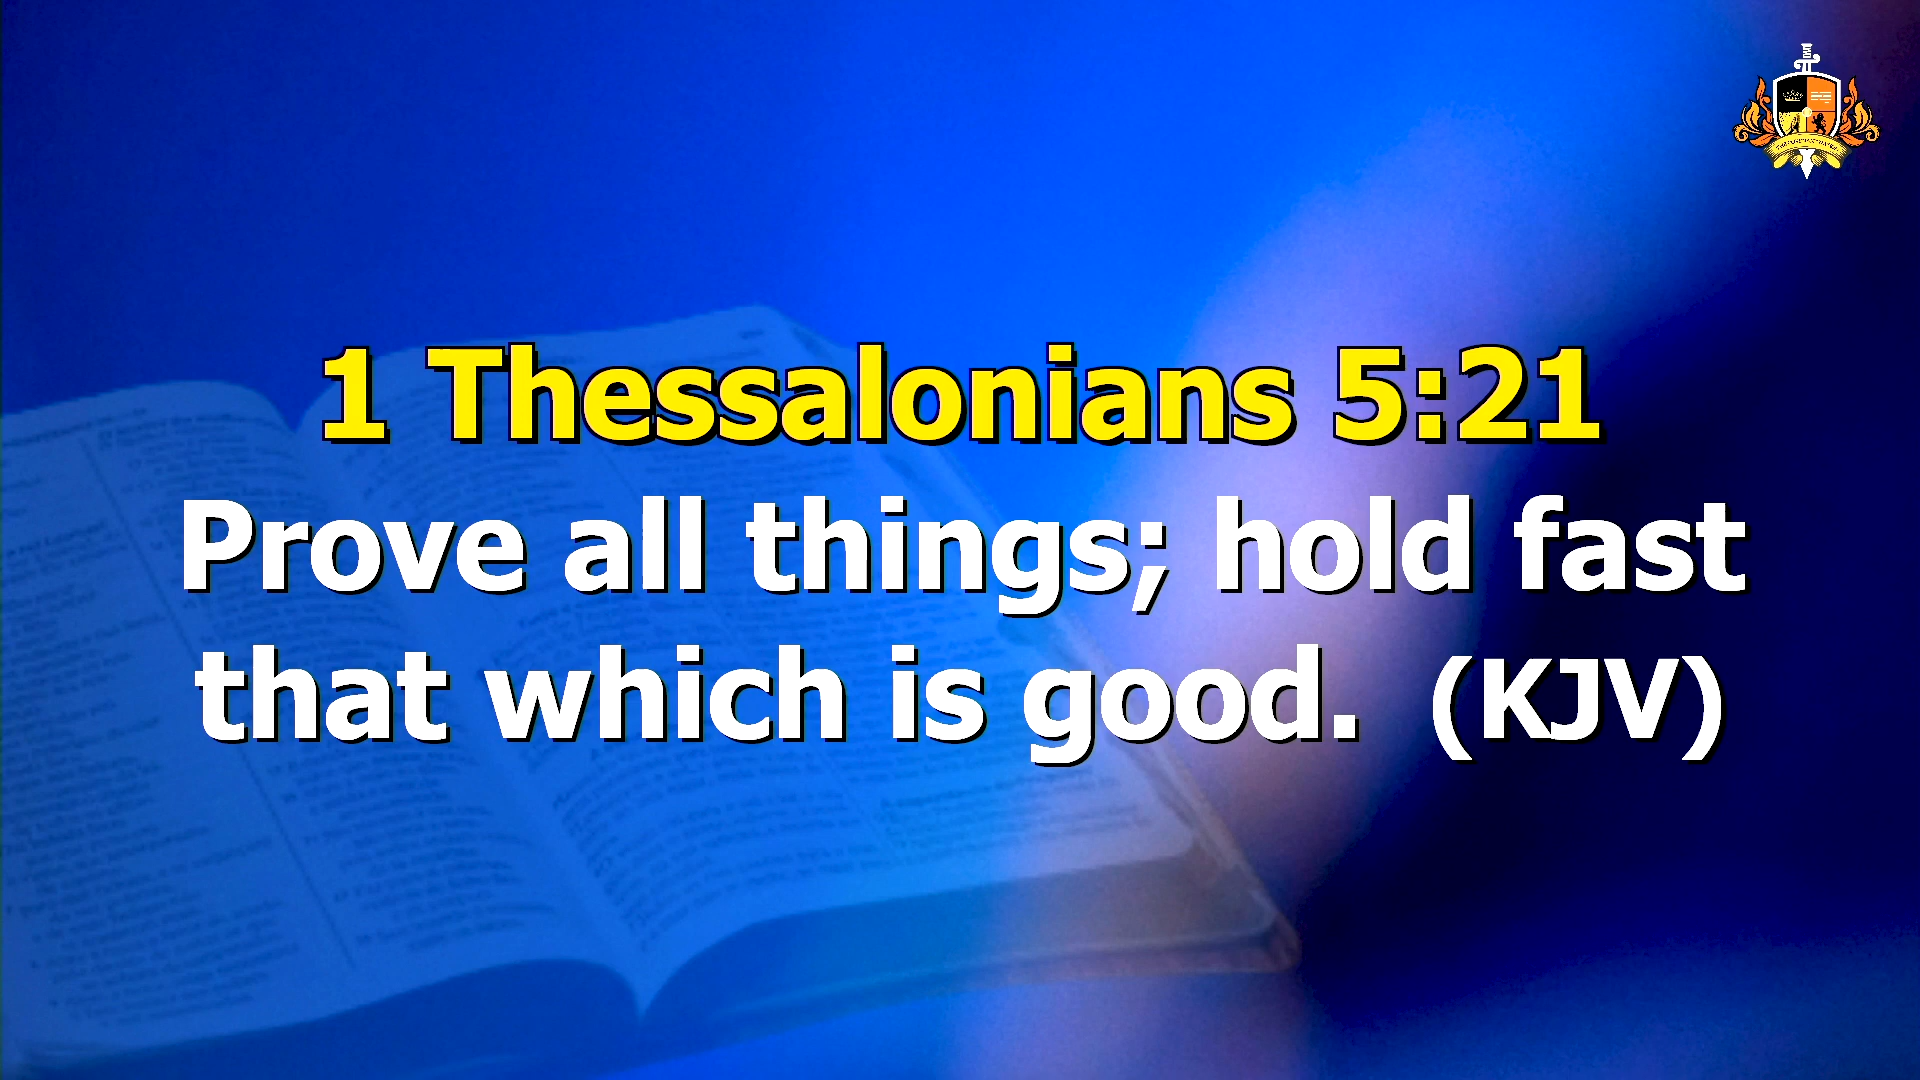 1 Thessalonians 5:21
Prove all things; hold fast
that which is good.  (KJV)